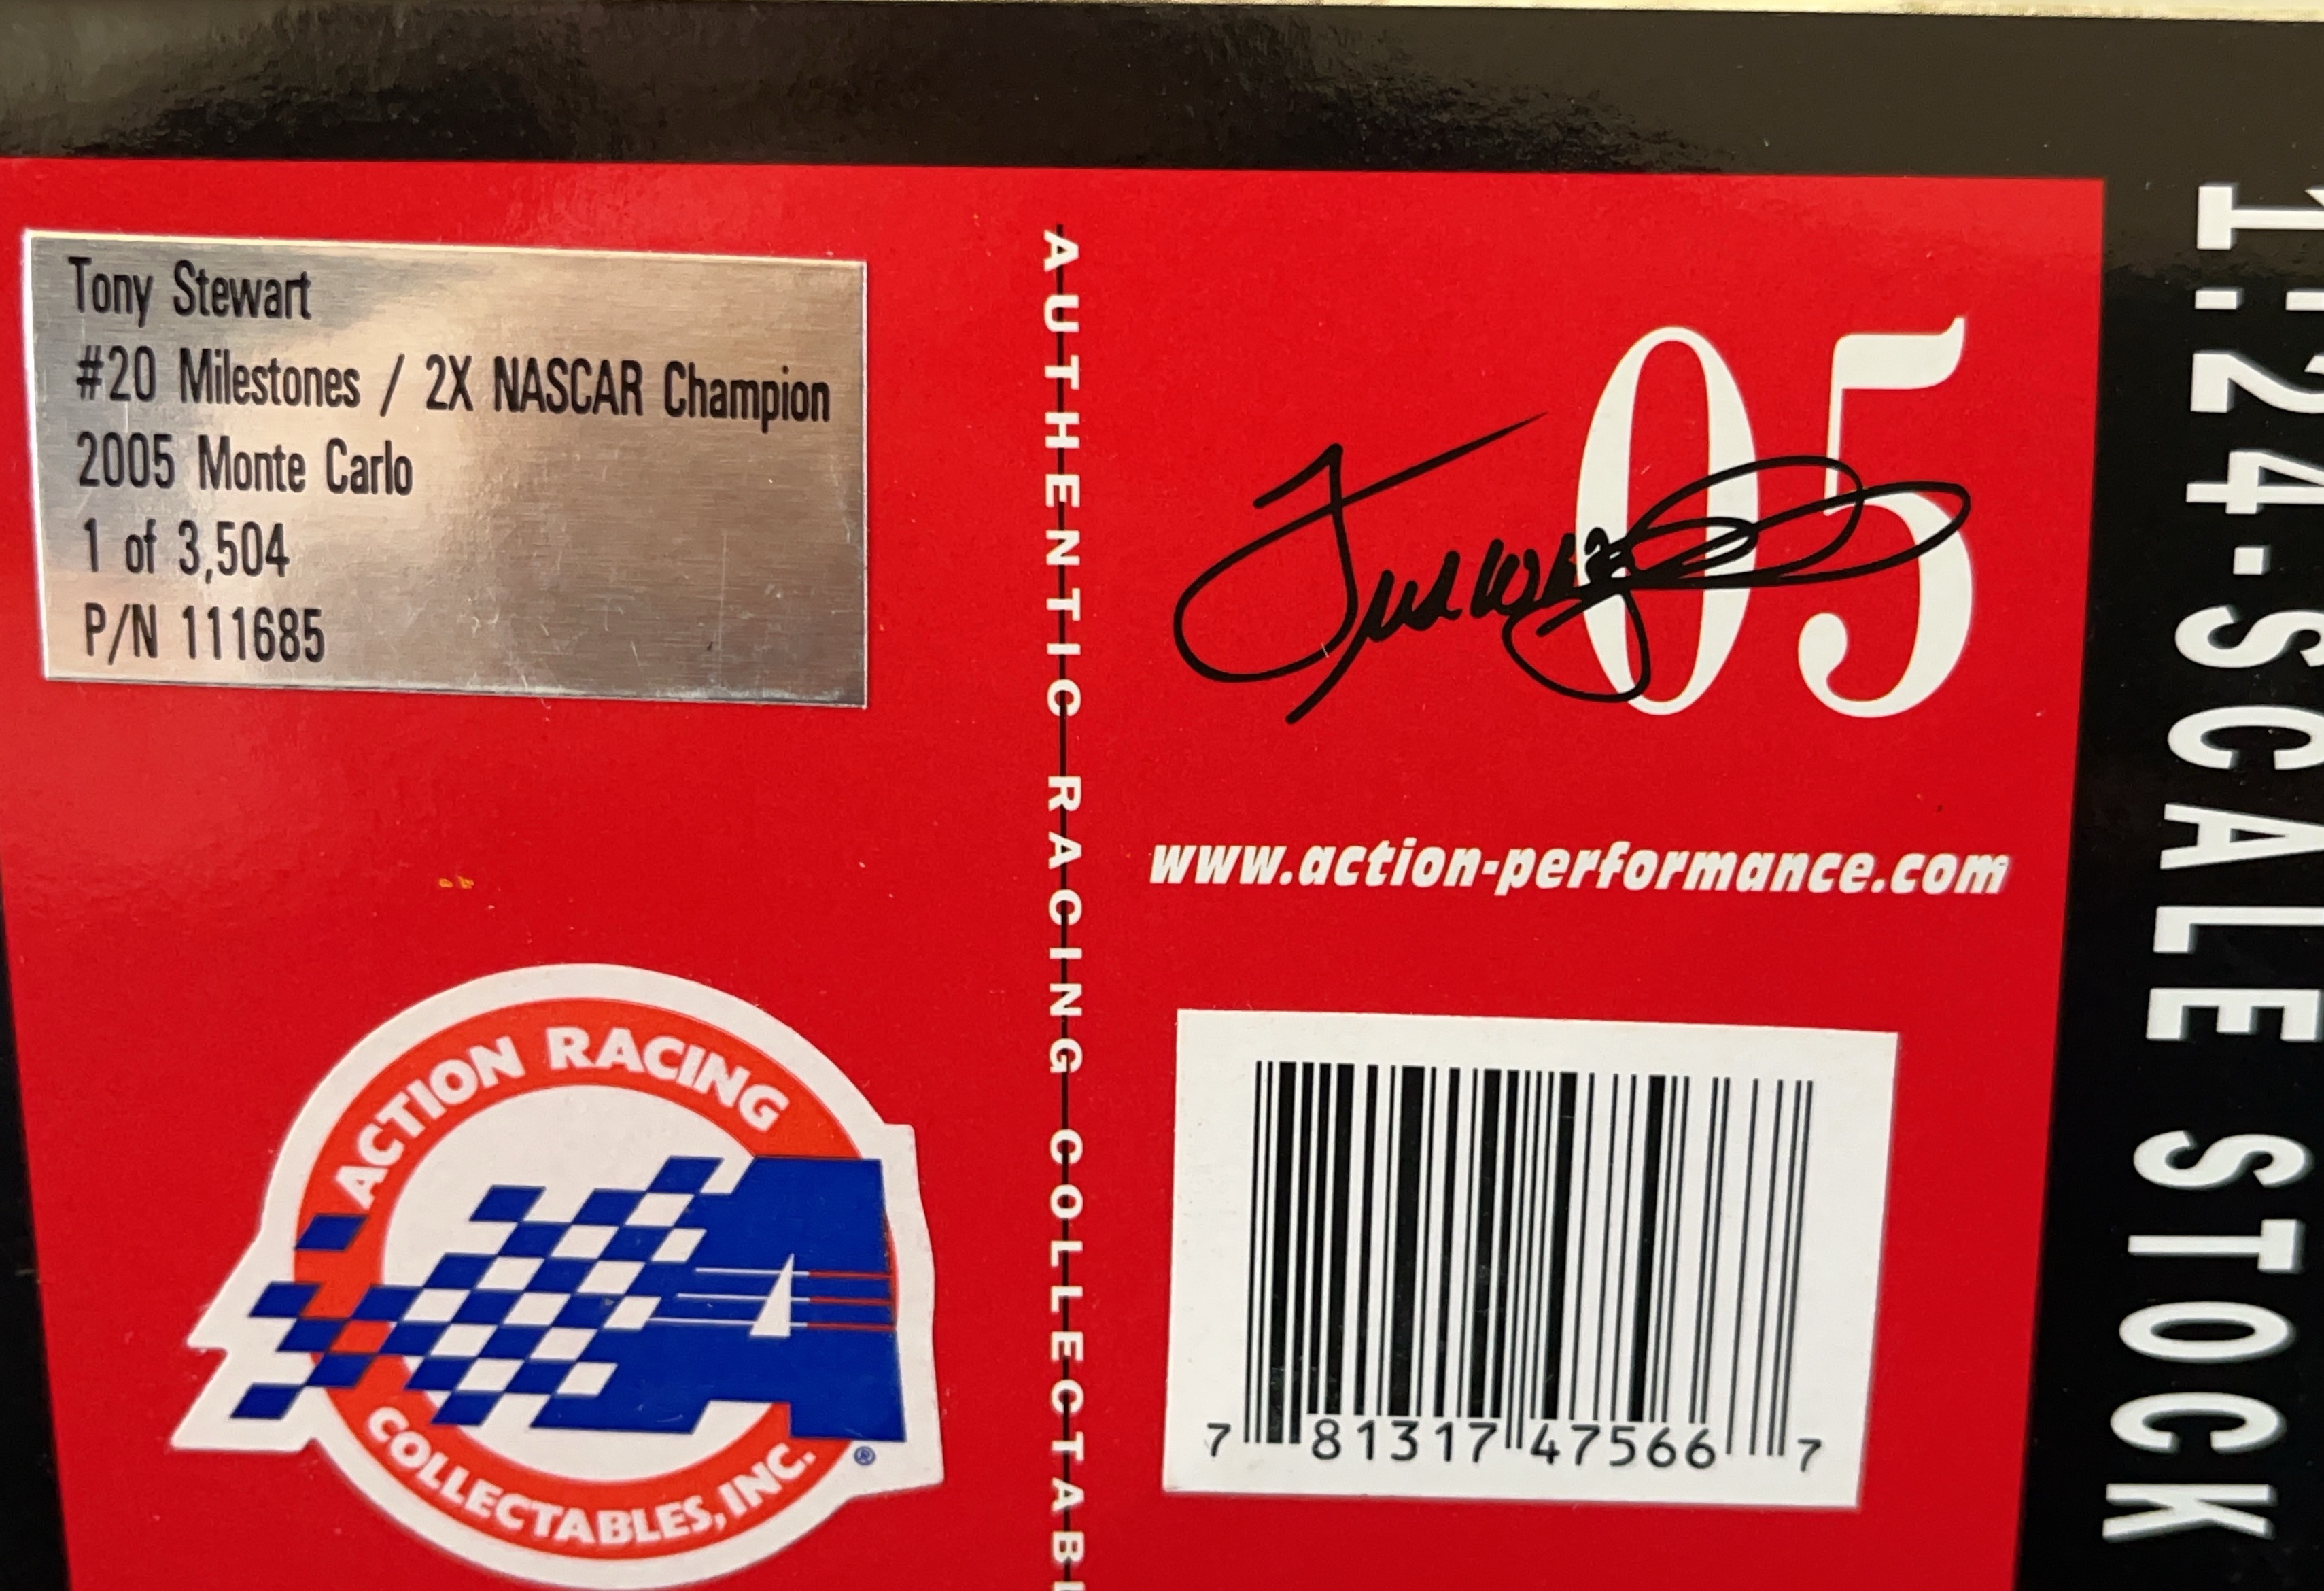 Tony Stewart
#20 Milestones / 2X NASCAR Champion
2005 Monte Carlo
1 of 3,504
P/N 111685
AUTHENTIC RACING COLLECTABL
05
www.action-performance.com
ACTION RACING
COLLECTABLES, INC.
®
7 81317 47566 7
1:24-SCALE STOCK